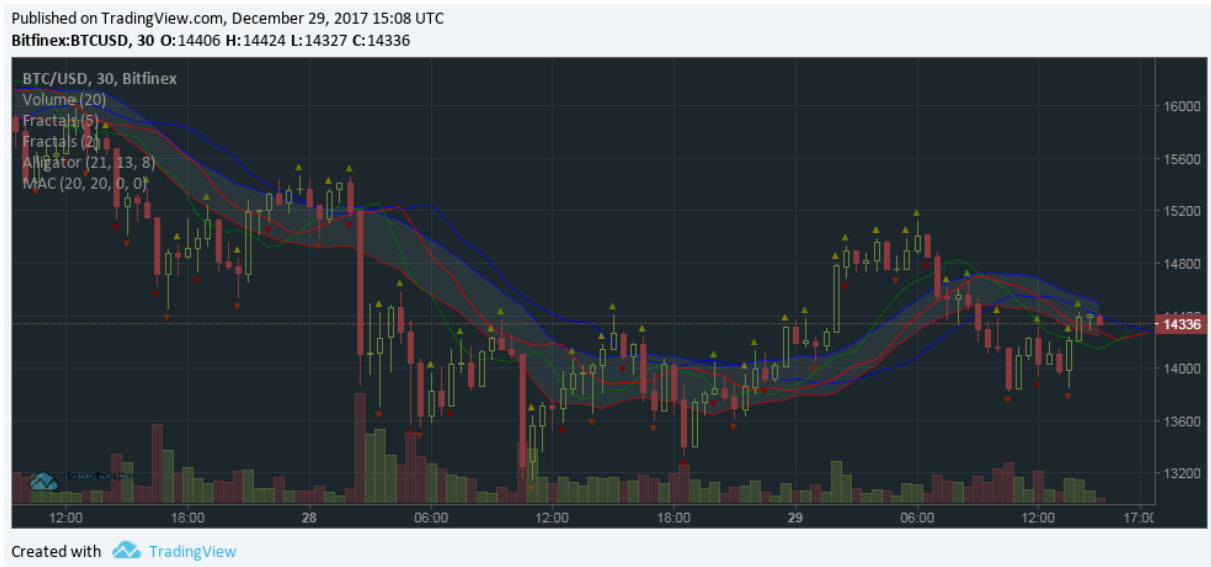 Published on TradingView.com, December 29, 2017 15:08 UTC
Bitfinex:BTCUSD, 30 O:14406 H:14424 L:14327 C:14336
BTC/USD, 30, Bitfinex
Volume (20)
Fractals (5)
Fractals (2)
Alligator (21, 13, 8)
MAC (20, 20, 0, 0)
16000
15600
15200
14800
14336
14000
13600
13200
12:00 18:00 28 06:00 12:00 18:00 29 06:00 12:00 17:00
Created with TradingView